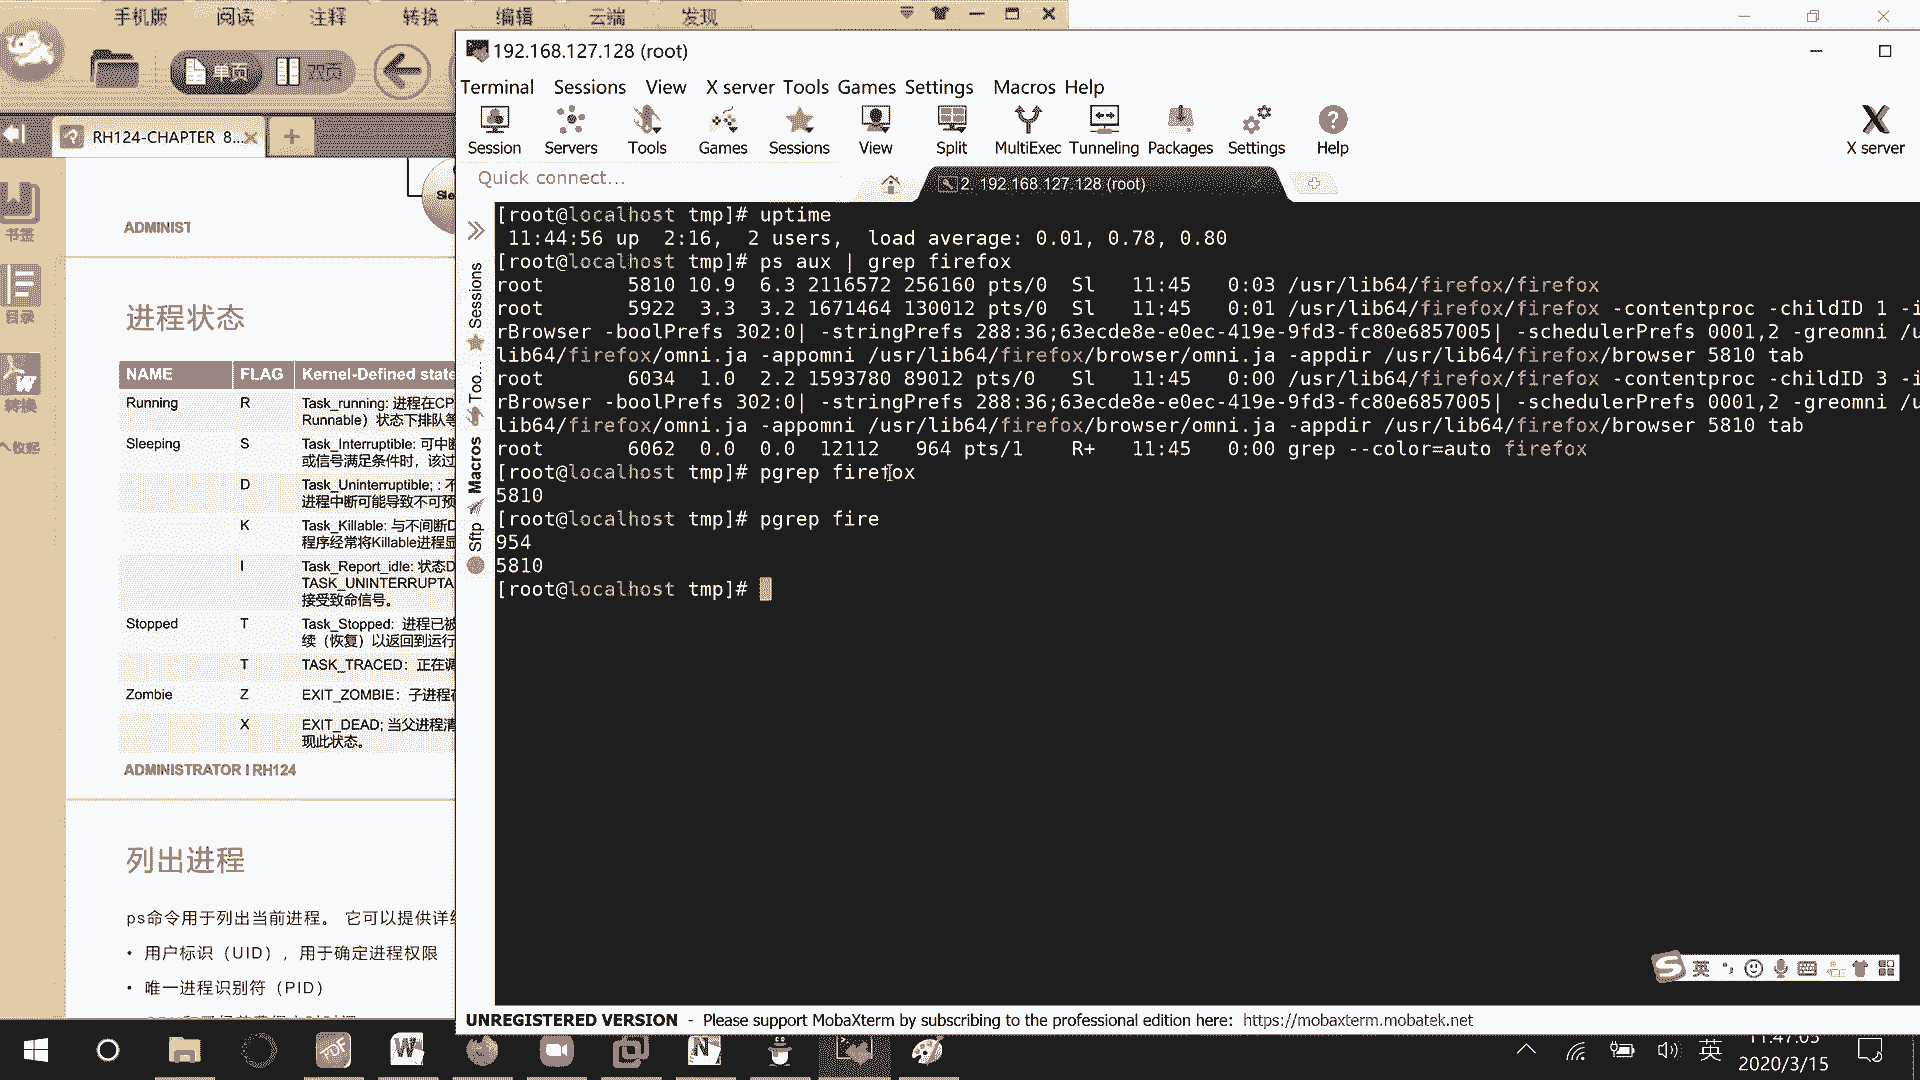 手机版 阅读 注释 转换 编辑 云端 发现
单页 双页
RH124-CHAPTER 8...
书签
目录
转换
收起
Sle
ADMINIST
进程状态
NAME FLAG Kernel-Defined state
Running R Task_running: 进程在CP
Runnable）状态下排队等
Sleeping S Task_Interruptible: 可中断
或信号满足条件时，该过
D Task_Uninterruptible; : 不
进程中断可能导致不可预
K Task_Killable: 与不间断D
程序经常将Killable进程显
I Task_Report_idle: 状态D
TASK_UNINTERRUPTA
接受致命信号。
Stopped T Task_Stopped: 进程已被
续（恢复）以返回到运行
T TASK_TRACED：正在调
Zombie Z EXIT_ZOMBIE：子进程在
X EXIT_DEAD; 当父进程清
现此状态。
ADMINISTRATOR I RH124
列出进程
ps命令用于列出当前进程。 它可以提供详细
• 用户标识（UID），用于确定进程权限
• 唯一进程识别符（PID）
192.168.127.128 (root)
Terminal Sessions View X server Tools Games Settings Macros Help
Session Servers Tools Games Sessions View Split MultiExec Tunneling Packages Settings Help X server
Quick connect...
2. 192.168.127.128 (root)
Sessions
Too...
Macros
Sftp
[root@localhost tmp]# uptime
11:44:56 up  2:16,  2 users,  load average: 0.01, 0.78, 0.80
[root@localhost tmp]# ps aux | grep firefox
root 5810 10.9 6.3 2116572 256160 pts/0 Sl 11:45 0:03 /usr/lib64/firefox/firefox
root 5922 3.3 3.2 1671464 130012 pts/0 Sl 11:45 0:01 /usr/lib64/firefox/firefox -contentproc -childID 1 -i
rBrowser -boolPrefs 302:0| -stringPrefs 288:36;63ecde8e-e0ec-419e-9fd3-fc80e6857005| -schedulerPrefs 0001,2 -greomni /u
lib64/firefox/omni.ja -appomni /usr/lib64/firefox/browser/omni.ja -appdir /usr/lib64/firefox/browser 5810 tab
root 6034 1.0 2.2 1593780 89012 pts/0 Sl 11:45 0:00 /usr/lib64/firefox/firefox -contentproc -childID 3 -i
rBrowser -boolPrefs 302:0| -stringPrefs 288:36;63ecde8e-e0ec-419e-9fd3-fc80e6857005| -schedulerPrefs 0001,2 -greomni /u
lib64/firefox/omni.ja -appomni /usr/lib64/firefox/browser/omni.ja -appdir /usr/lib64/firefox/browser 5810 tab
root 6062 0.0 0.0 12112 964 pts/1 R+ 11:45 0:00 grep --color=auto firefox
[root@localhost tmp]# pgrep firefox
5810
[root@localhost tmp]# pgrep fire
954
5810
[root@localhost tmp]#
英
UNREGISTERED VERSION - Please support MobaXterm by subscribing to the professional edition here: https://mobaxterm.mobatek.net
PDF W N 英 11:47:05
2020/3/15